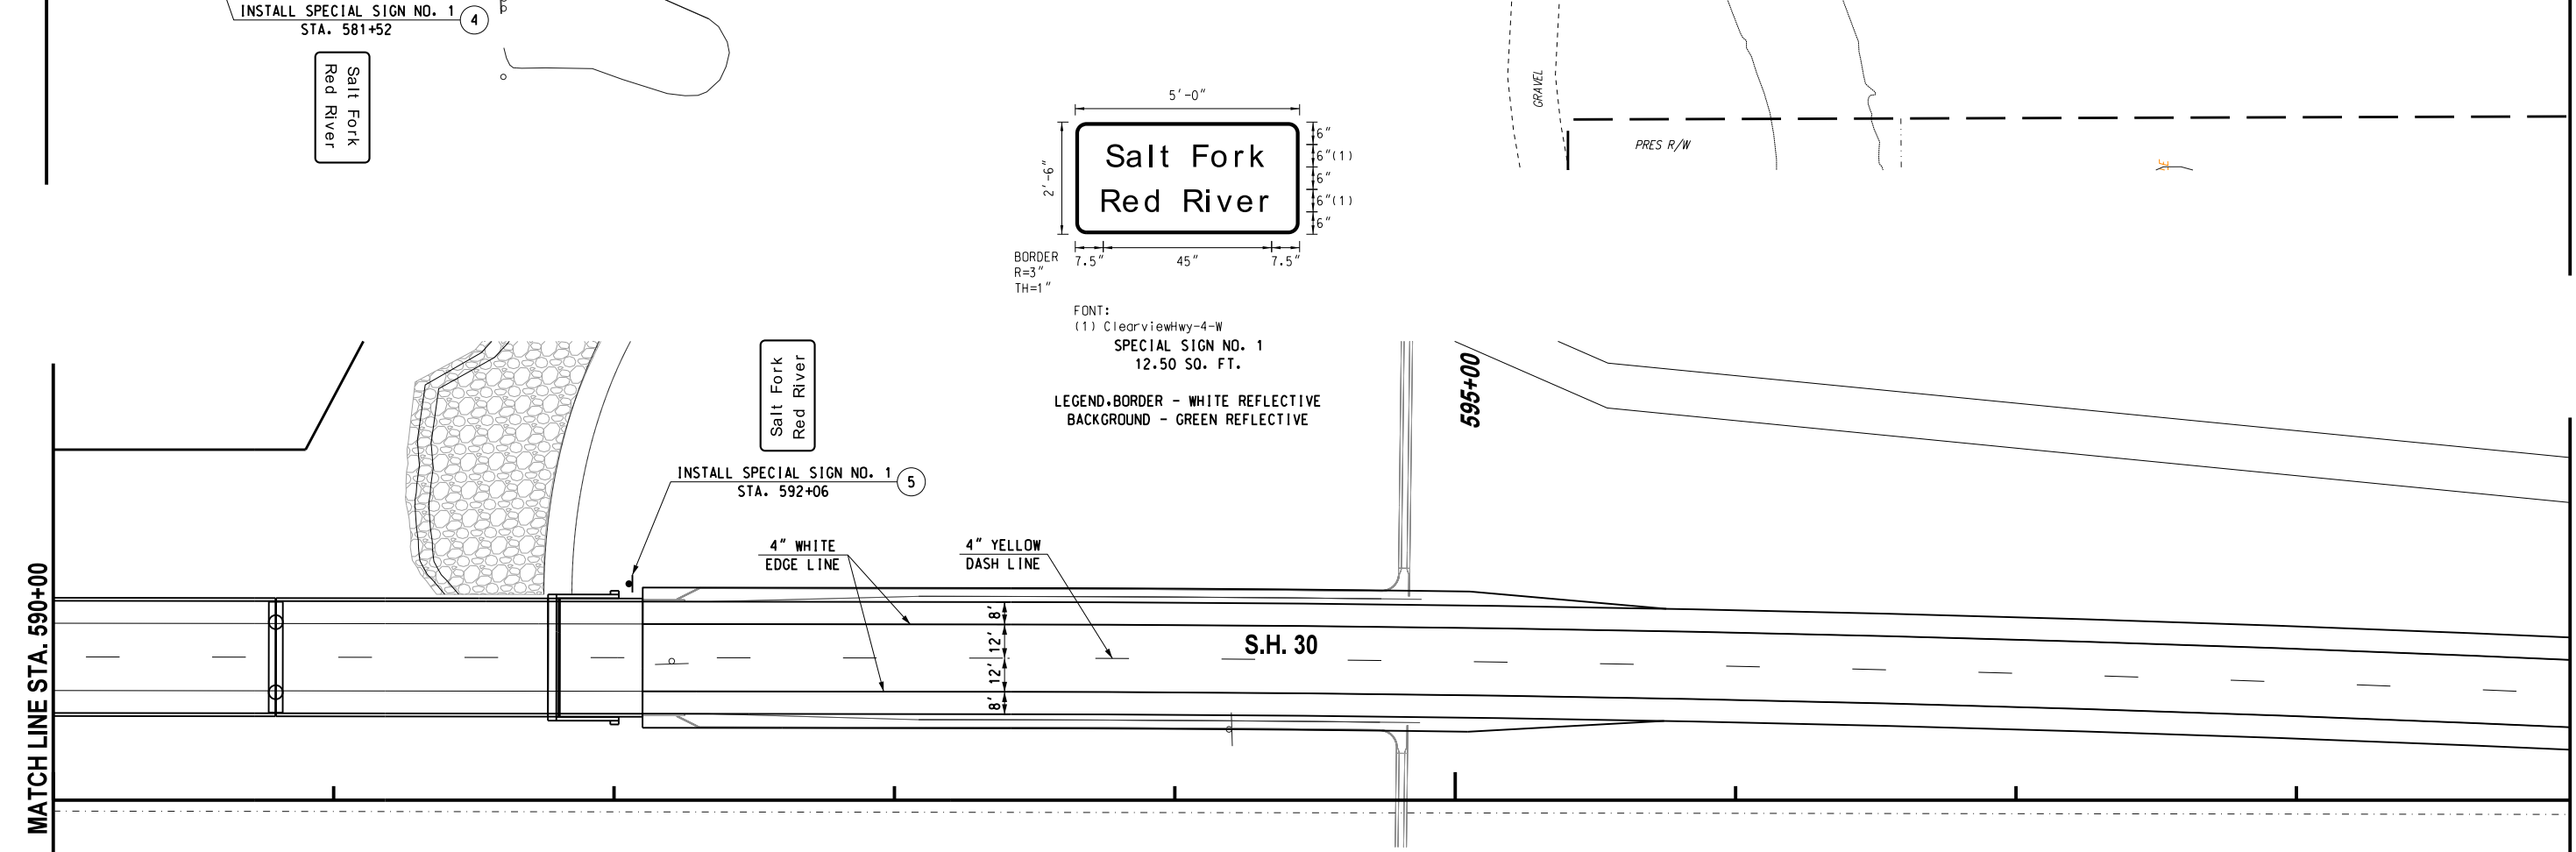 INSTALL SPECIAL SIGN NO. 1
STA. 581+52
4
Salt Fork
Red River
5'-0"
2'-6"
Salt Fork
Red River
6"
6"(1)
6"
6"(1)
6"
7.5" 45" 7.5"
BORDER
R=3"
TH=1"
FONT:
(1) ClearviewHwy-4-W
SPECIAL SIGN NO. 1
12.50 SQ. FT.
LEGEND,BORDER - WHITE REFLECTIVE
BACKGROUND - GREEN REFLECTIVE
GRAVEL
PRES R/W
Salt Fork
Red River
INSTALL SPECIAL SIGN NO. 1
STA. 592+06
5
595+00
4" WHITE
EDGE LINE
4" YELLOW
DASH LINE
8'
12'
12'
8'
S.H. 30
MATCH LINE STA. 590+00